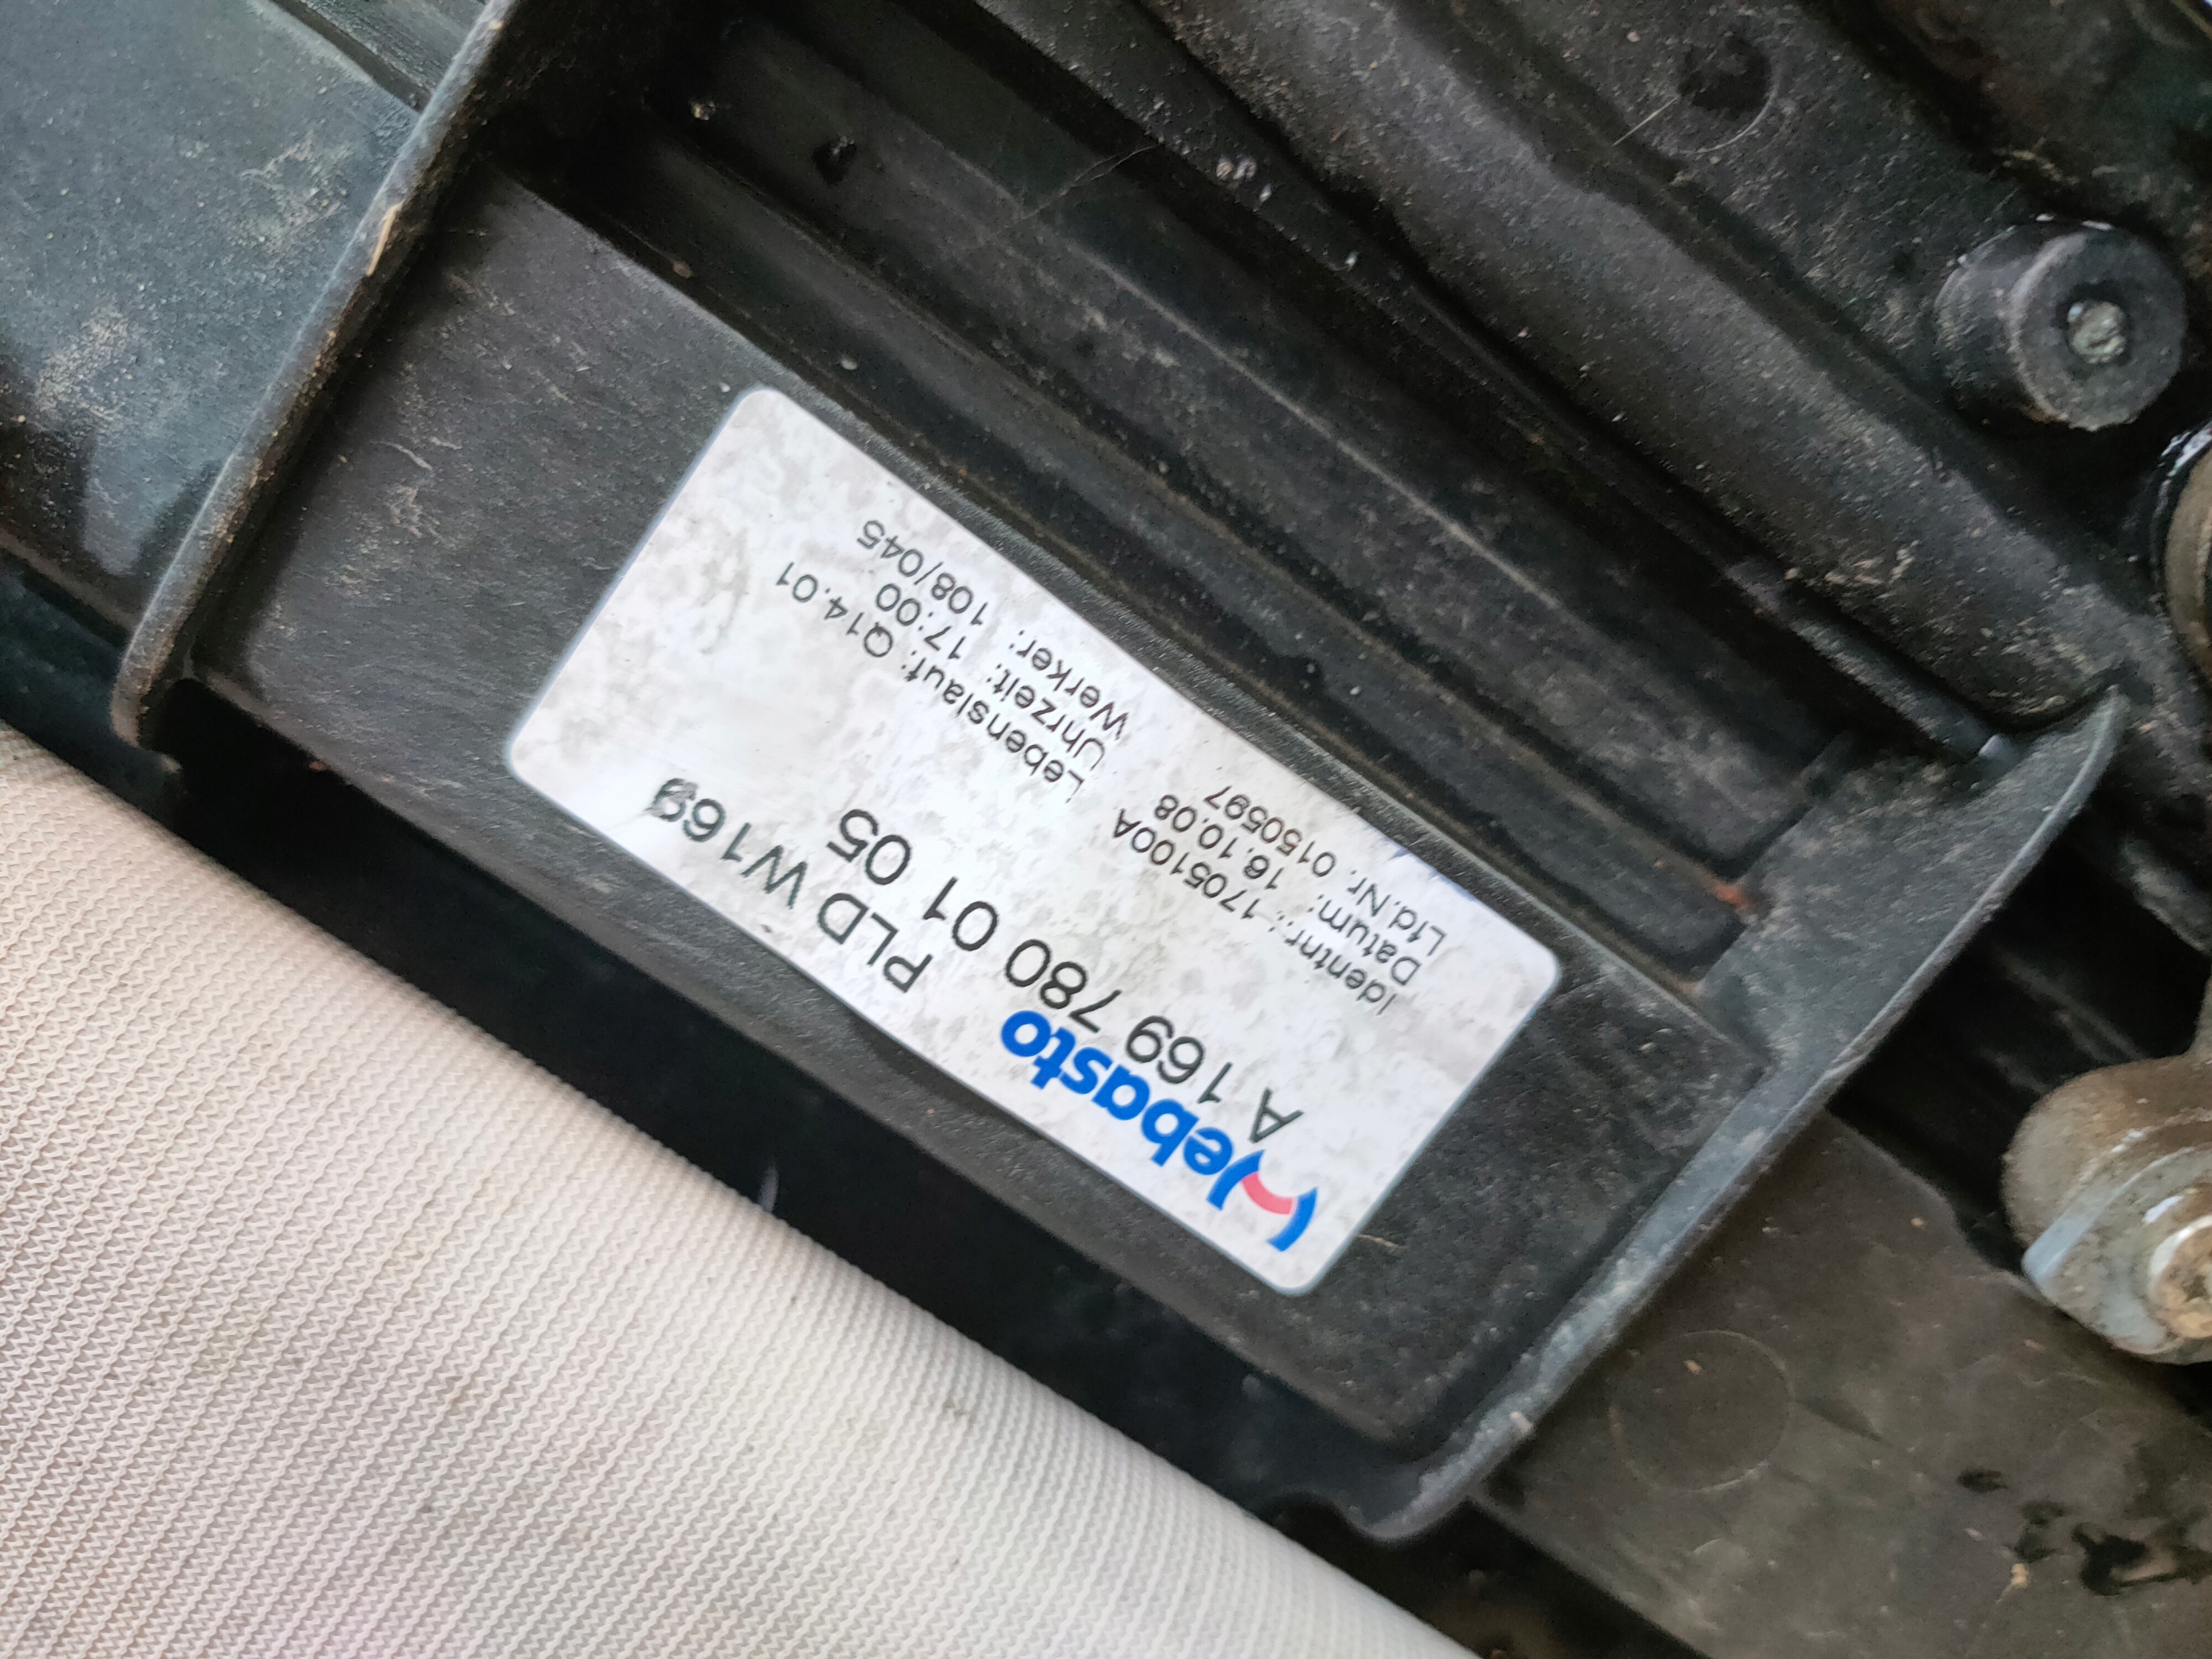 Webasto PLD W169
A 169 780 01 05
Identnr.: 1705100A Lebenslauf: Q14.01
Datum: 16.10.08 Uhrzeit: 17:00
Lfd.Nr. 0150597 Werker: 108/045